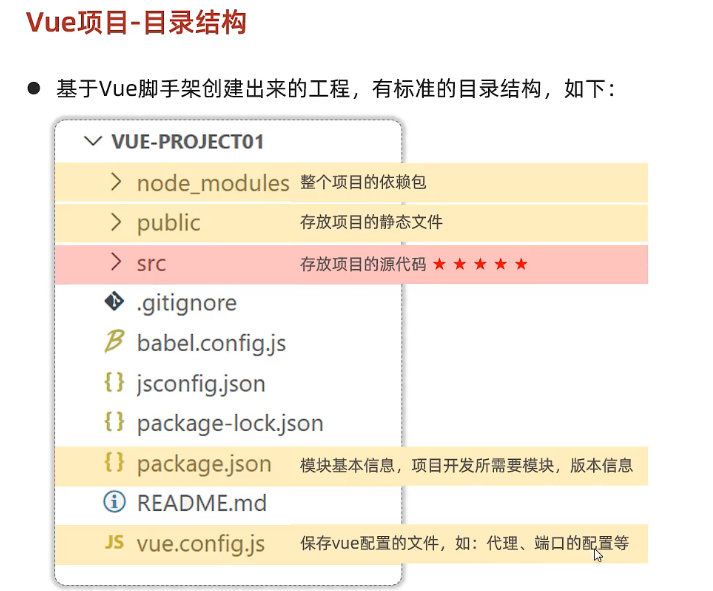 Vue项目-目录结构
● 基于Vue脚手架创建出来的工程，有标准的目录结构，如下：
VUE-PROJECT01
node_modules 整个项目的依赖包
public 存放项目的静态文件
src 存放项目的源代码 ★ ★ ★ ★ ★
.gitignore
babel.config.js
{} jsconfig.json
{} package-lock.json
{} package.json 模块基本信息，项目开发所需要模块，版本信息
README.md
JS vue.config.js 保存vue配置的文件，如：代理、端口的配置等